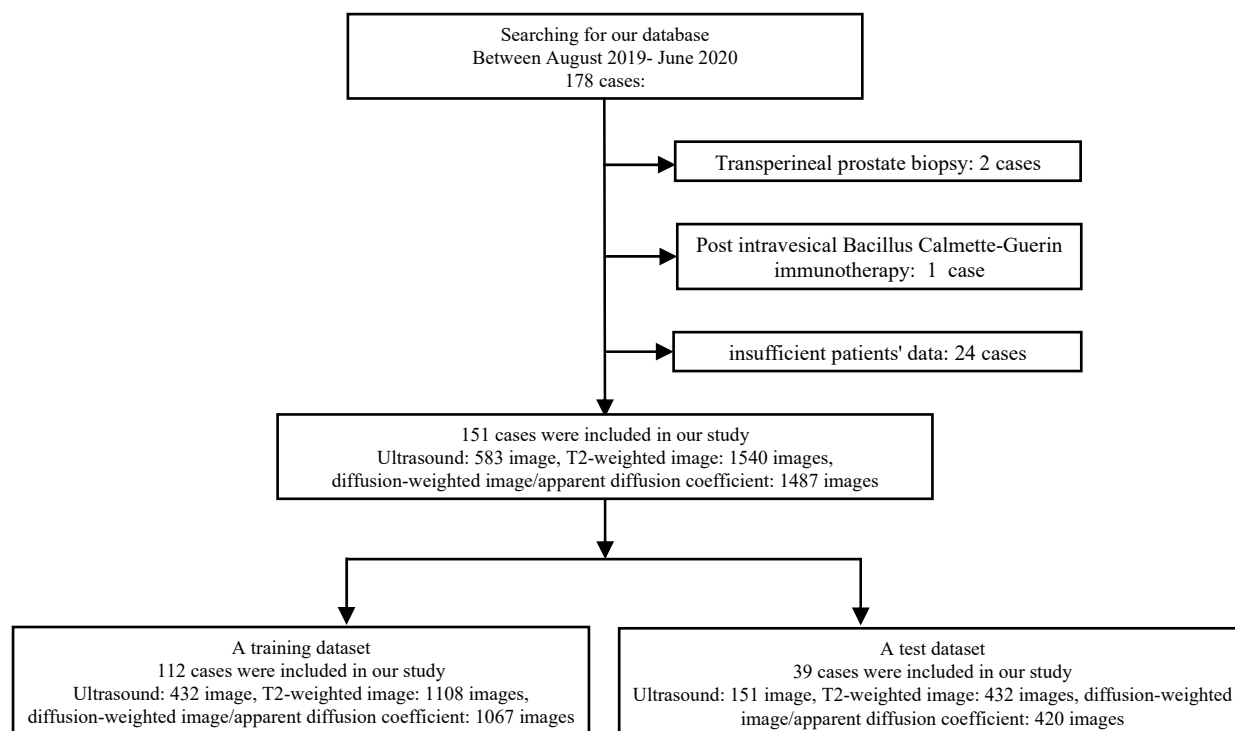 Searching for our database
Between August 2019- June 2020
178 cases:
Transperineal prostate biopsy: 2 cases
Post intravesical Bacillus Calmette-Guerin
immunotherapy: 1 case
insufficient patients' data: 24 cases
151 cases were included in our study
Ultrasound: 583 image, T2-weighted image: 1540 images,
diffusion-weighted image/apparent diffusion coefficient: 1487 images
A training dataset
112 cases were included in our study
Ultrasound: 432 image, T2-weighted image: 1108 images,
diffusion-weighted image/apparent diffusion coefficient: 1067 images
A test dataset
39 cases were included in our study
Ultrasound: 151 image, T2-weighted image: 432 images, diffusion-weighted
image/apparent diffusion coefficient: 420 images